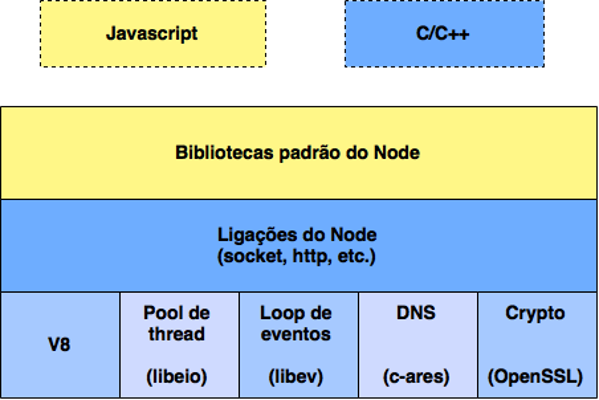 Javascript
C/C++
Bibliotecas padrão do Node
Ligações do Node
(socket, http, etc.)
V8
Pool de
thread
(libeio)
Loop de
eventos
(libev)
DNS
(c-ares)
Crypto
(OpenSSL)